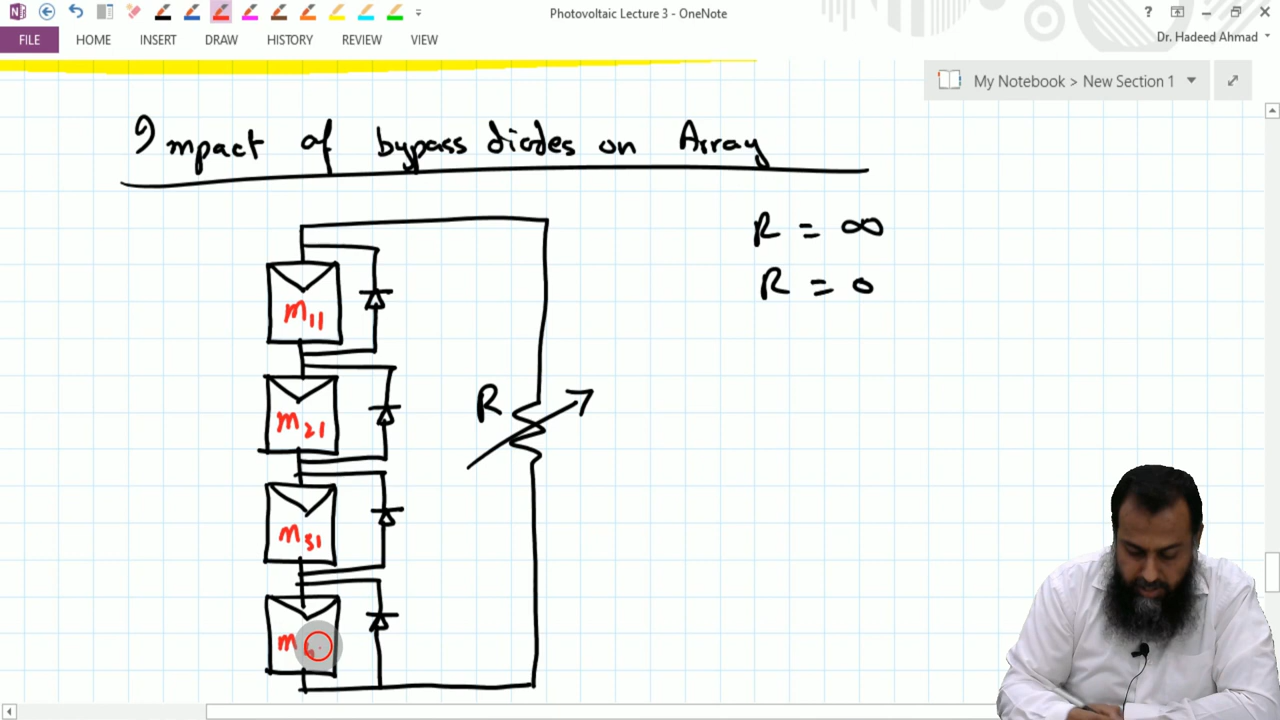 Photovoltaic Lecture 3 - OneNote
?
FILE HOME INSERT DRAW HISTORY REVIEW VIEW
Dr. Hadeed Ahmad
My Notebook > New Section 1
Impact of bypass diodes on Array
R = ∞
R = 0
m11
R
m21
m31
m